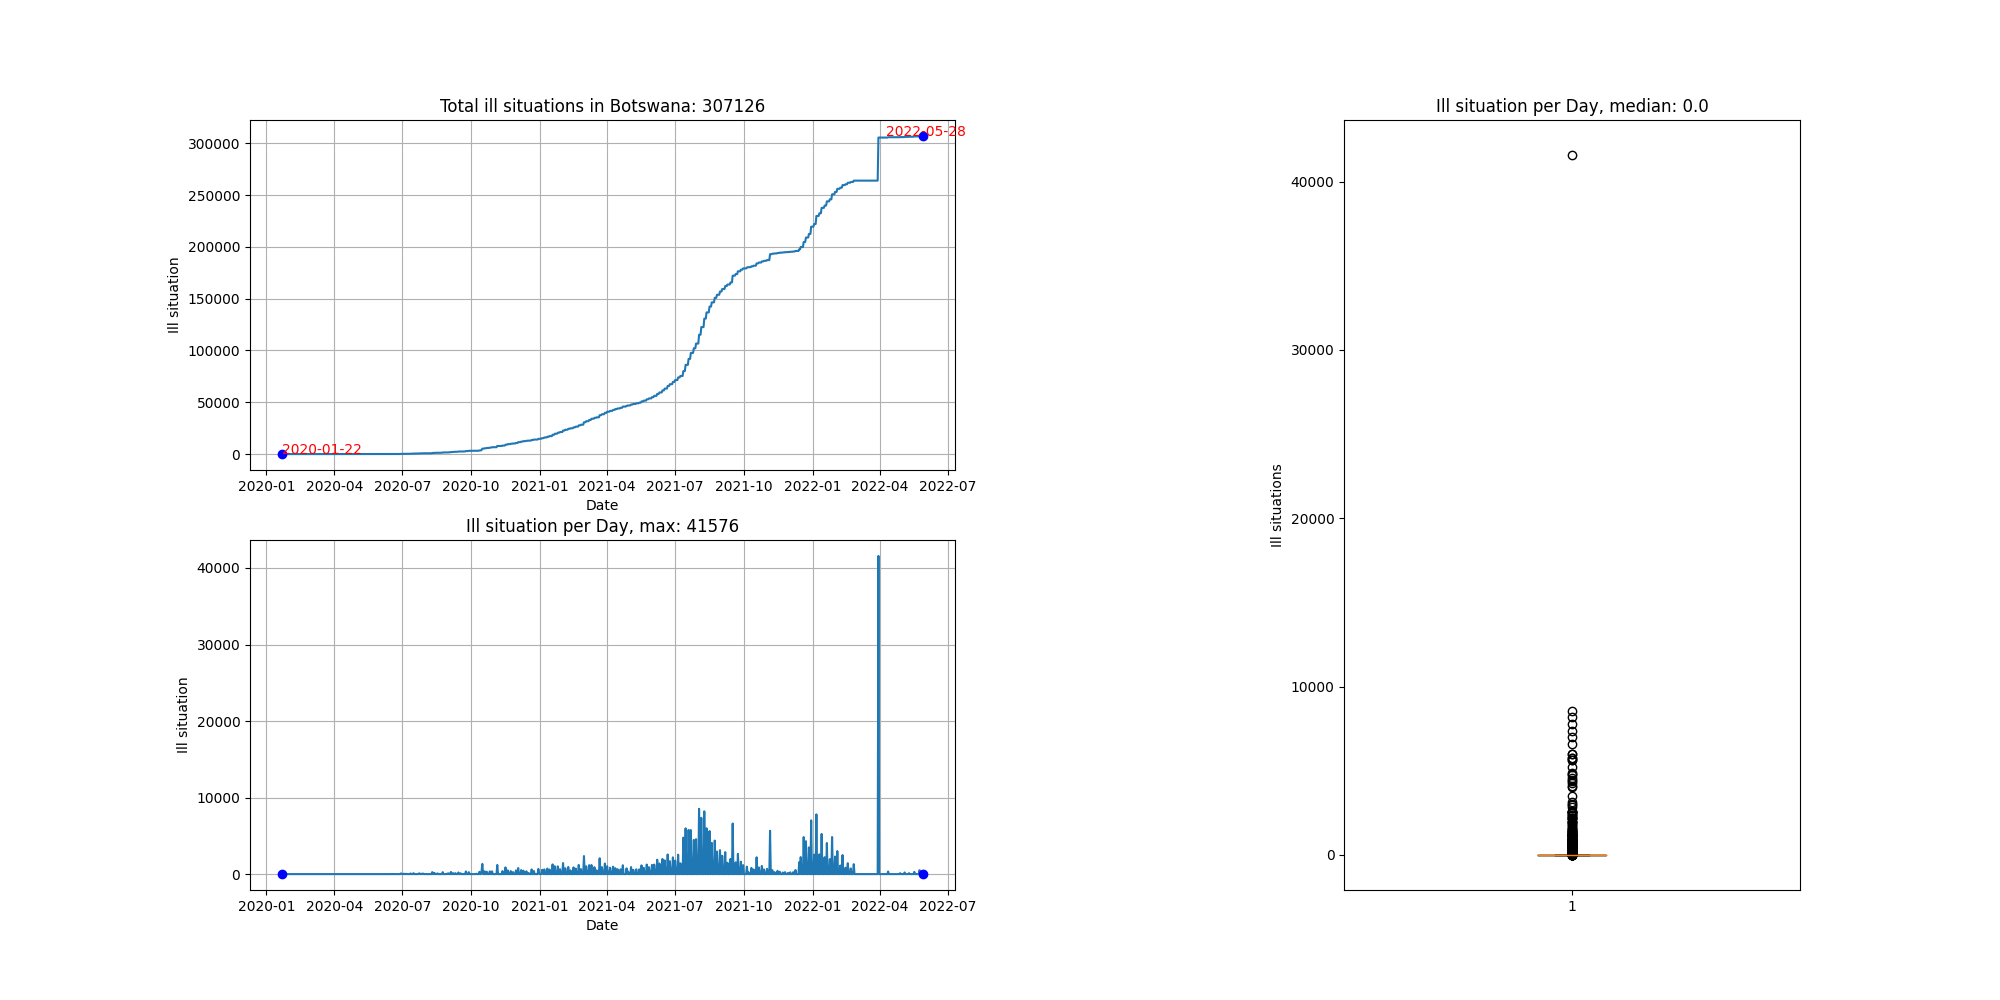 Total ill situations in Botswana: 307126
Ill situation
300000
250000
200000
150000
100000
50000
0
2020-01-22
2022-05-28
2020-01 2020-04 2020-07 2020-10 2021-01 2021-04 2021-07 2021-10 2022-01 2022-04 2022-07
Date
Ill situation per Day, max: 41576
Ill situation
40000
30000
20000
10000
0
2020-01 2020-04 2020-07 2020-10 2021-01 2021-04 2021-07 2021-10 2022-01 2022-04 2022-07
Date
Ill situation per Day, median: 0.0
Ill situations
40000
30000
20000
10000
0
1